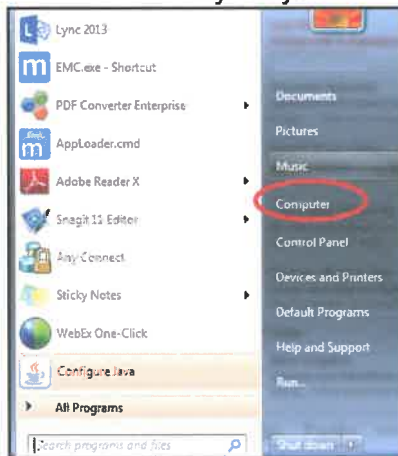 Lync 2013
EMC.exe - Shortcut
PDF Converter Enterprise
AppLoader.cmd
Adobe Reader X
Snagit 11 Editor
Any Connect
Sticky Notes
WebEx One-Click
Configure Java
All Programs
Search programs and files
Documents
Pictures
Music
Computer
Control Panel
Devices and Printers
Default Programs
Help and Support
Run...
Shut down